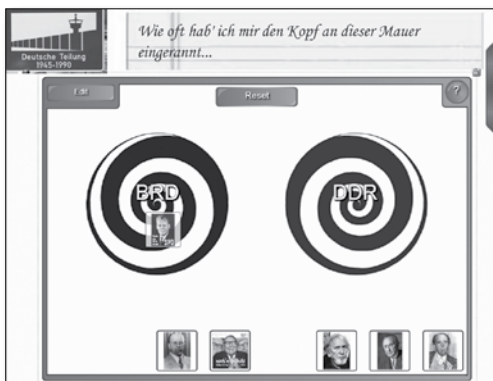 Deutsche Teilung
1945-1990
Wie oft hab' ich mir den Kopf an dieser Mauer
eingerannt...
Edit
Reset
?
BRD
DDR